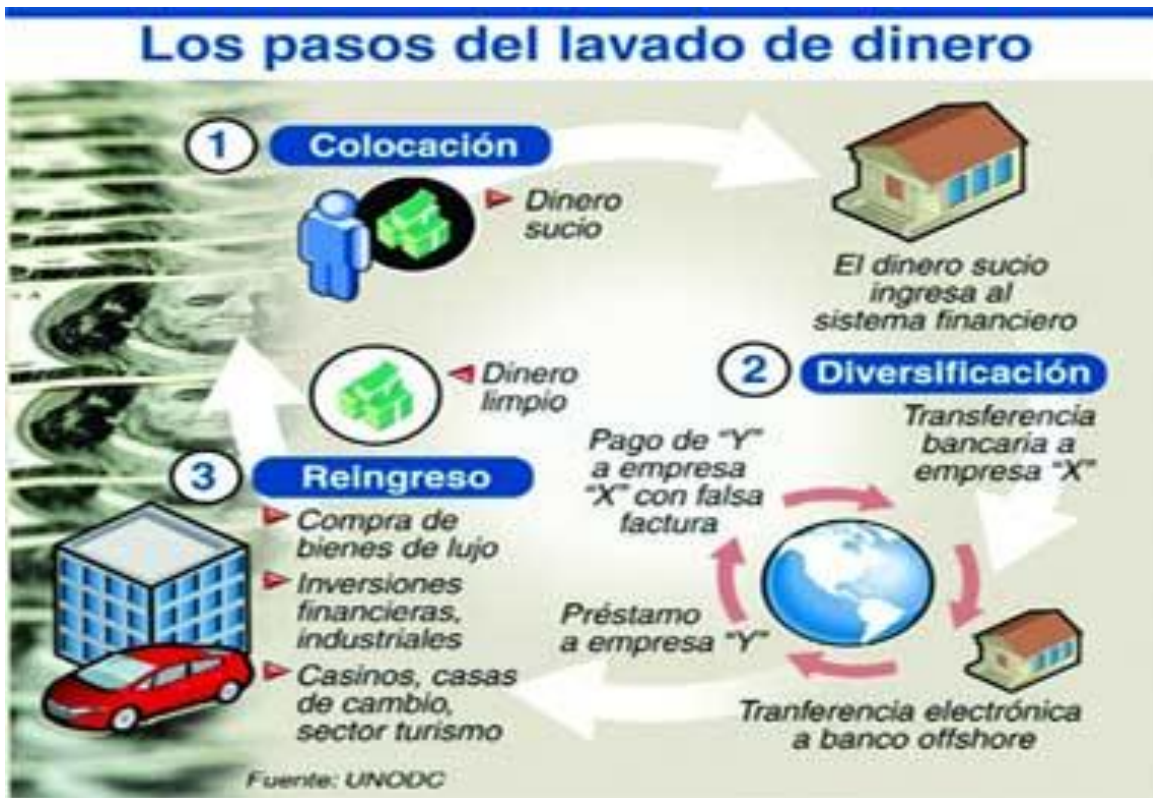 Los pasos del lavado de dinero
1 Colocación
Dinero
sucio
El dinero sucio
ingresa al
sistema financiero
2 Diversificación
Transferencia
bancaria a
empresa “X”
Tranferencia electrónica
a banco offshore
Préstamo
a empresa “Y”
Pago de “Y”
a empresa
“X” con falsa
factura
3 ReIngreso
Compra de
bienes de lujo
Inversiones
financieras,
industriales
Casinos, casas
de cambio,
sector turismo
Dinero
limpio
Fuente: UNODC